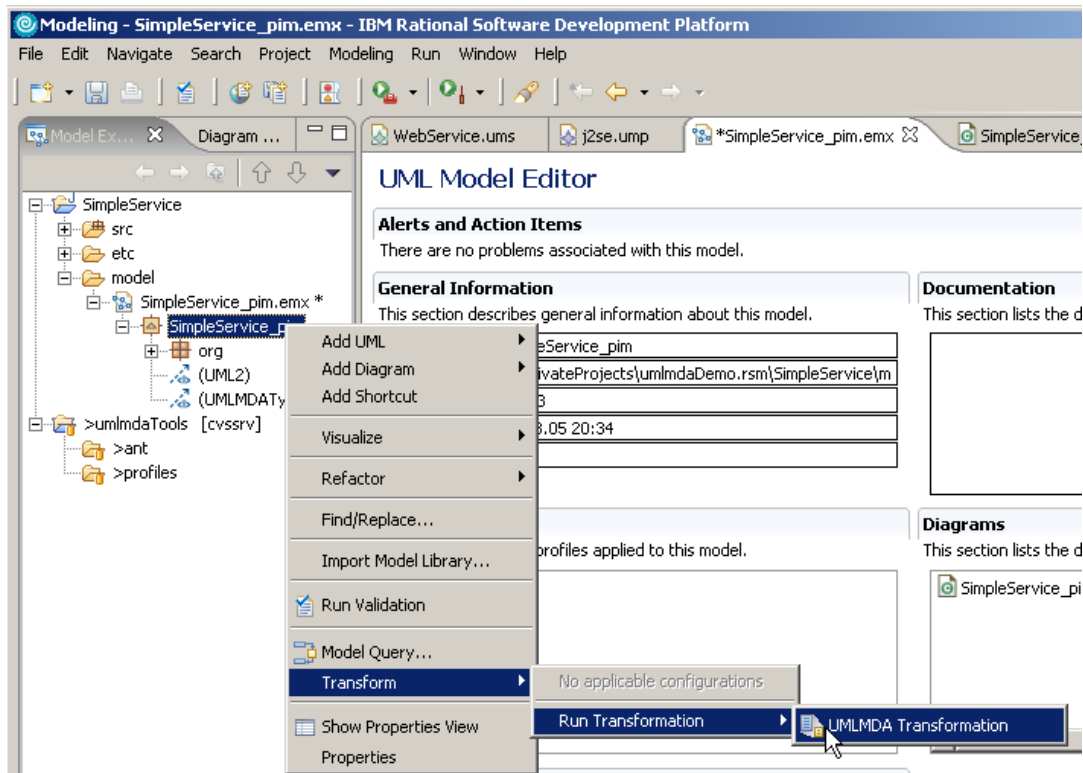 Modeling - SimpleService_pim.emx - IBM Rational Software Development Platform
File Edit Navigate Search Project Modeling Run Window Help
Model Ex... Diagram ...
WebService.ums j2se.ump *SimpleService_pim.emx SimpleService_
UML Model Editor
SimpleService
src
etc
model
SimpleService_pim.emx *
SimpleService_pim
org
(UML2)
(UMLMDATy
>umlmdaTools [cvssrv]
>ant
>profiles
Alerts and Action Items
There are no problems associated with this model.
General Information
This section describes general information about this model.
eService_pim
ivateProjects\umlmdaDemo.rsm\SimpleService\m
3
3.05 20:34
profiles applied to this model.
Documentation
This section lists the d
Diagrams
This section lists the d
SimpleService_pi
Add UML
Add Diagram
Add Shortcut
Visualize
Refactor
Find/Replace...
Import Model Library...
Run Validation
Model Query...
Transform
Show Properties View
Properties
No applicable configurations
Run Transformation
UMLMDA Transformation